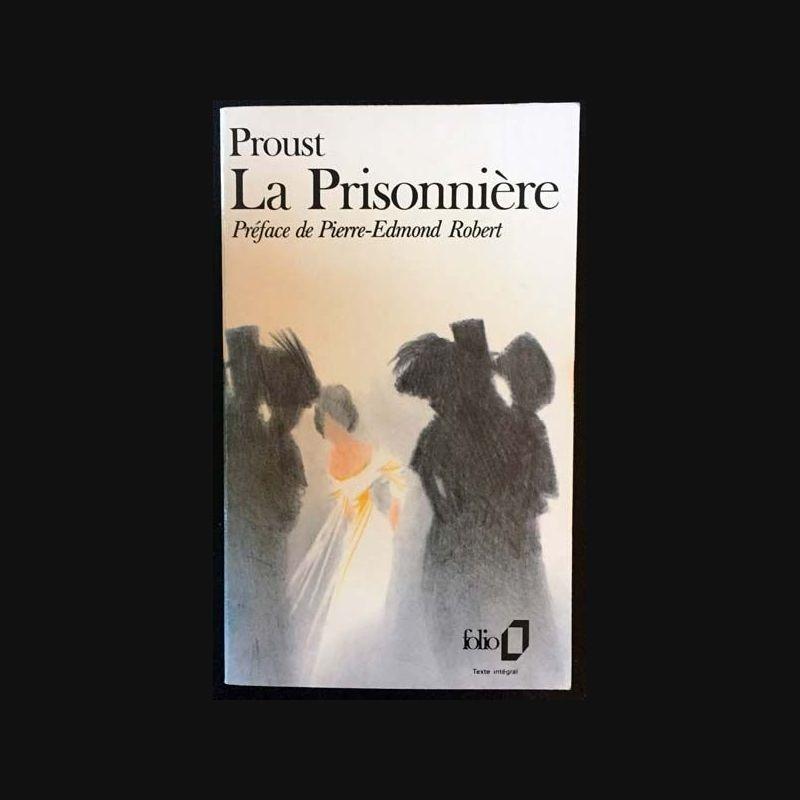 Proust
La Prisonnière
Préface de Pierre-Edmond Robert
folio
Texte intégral